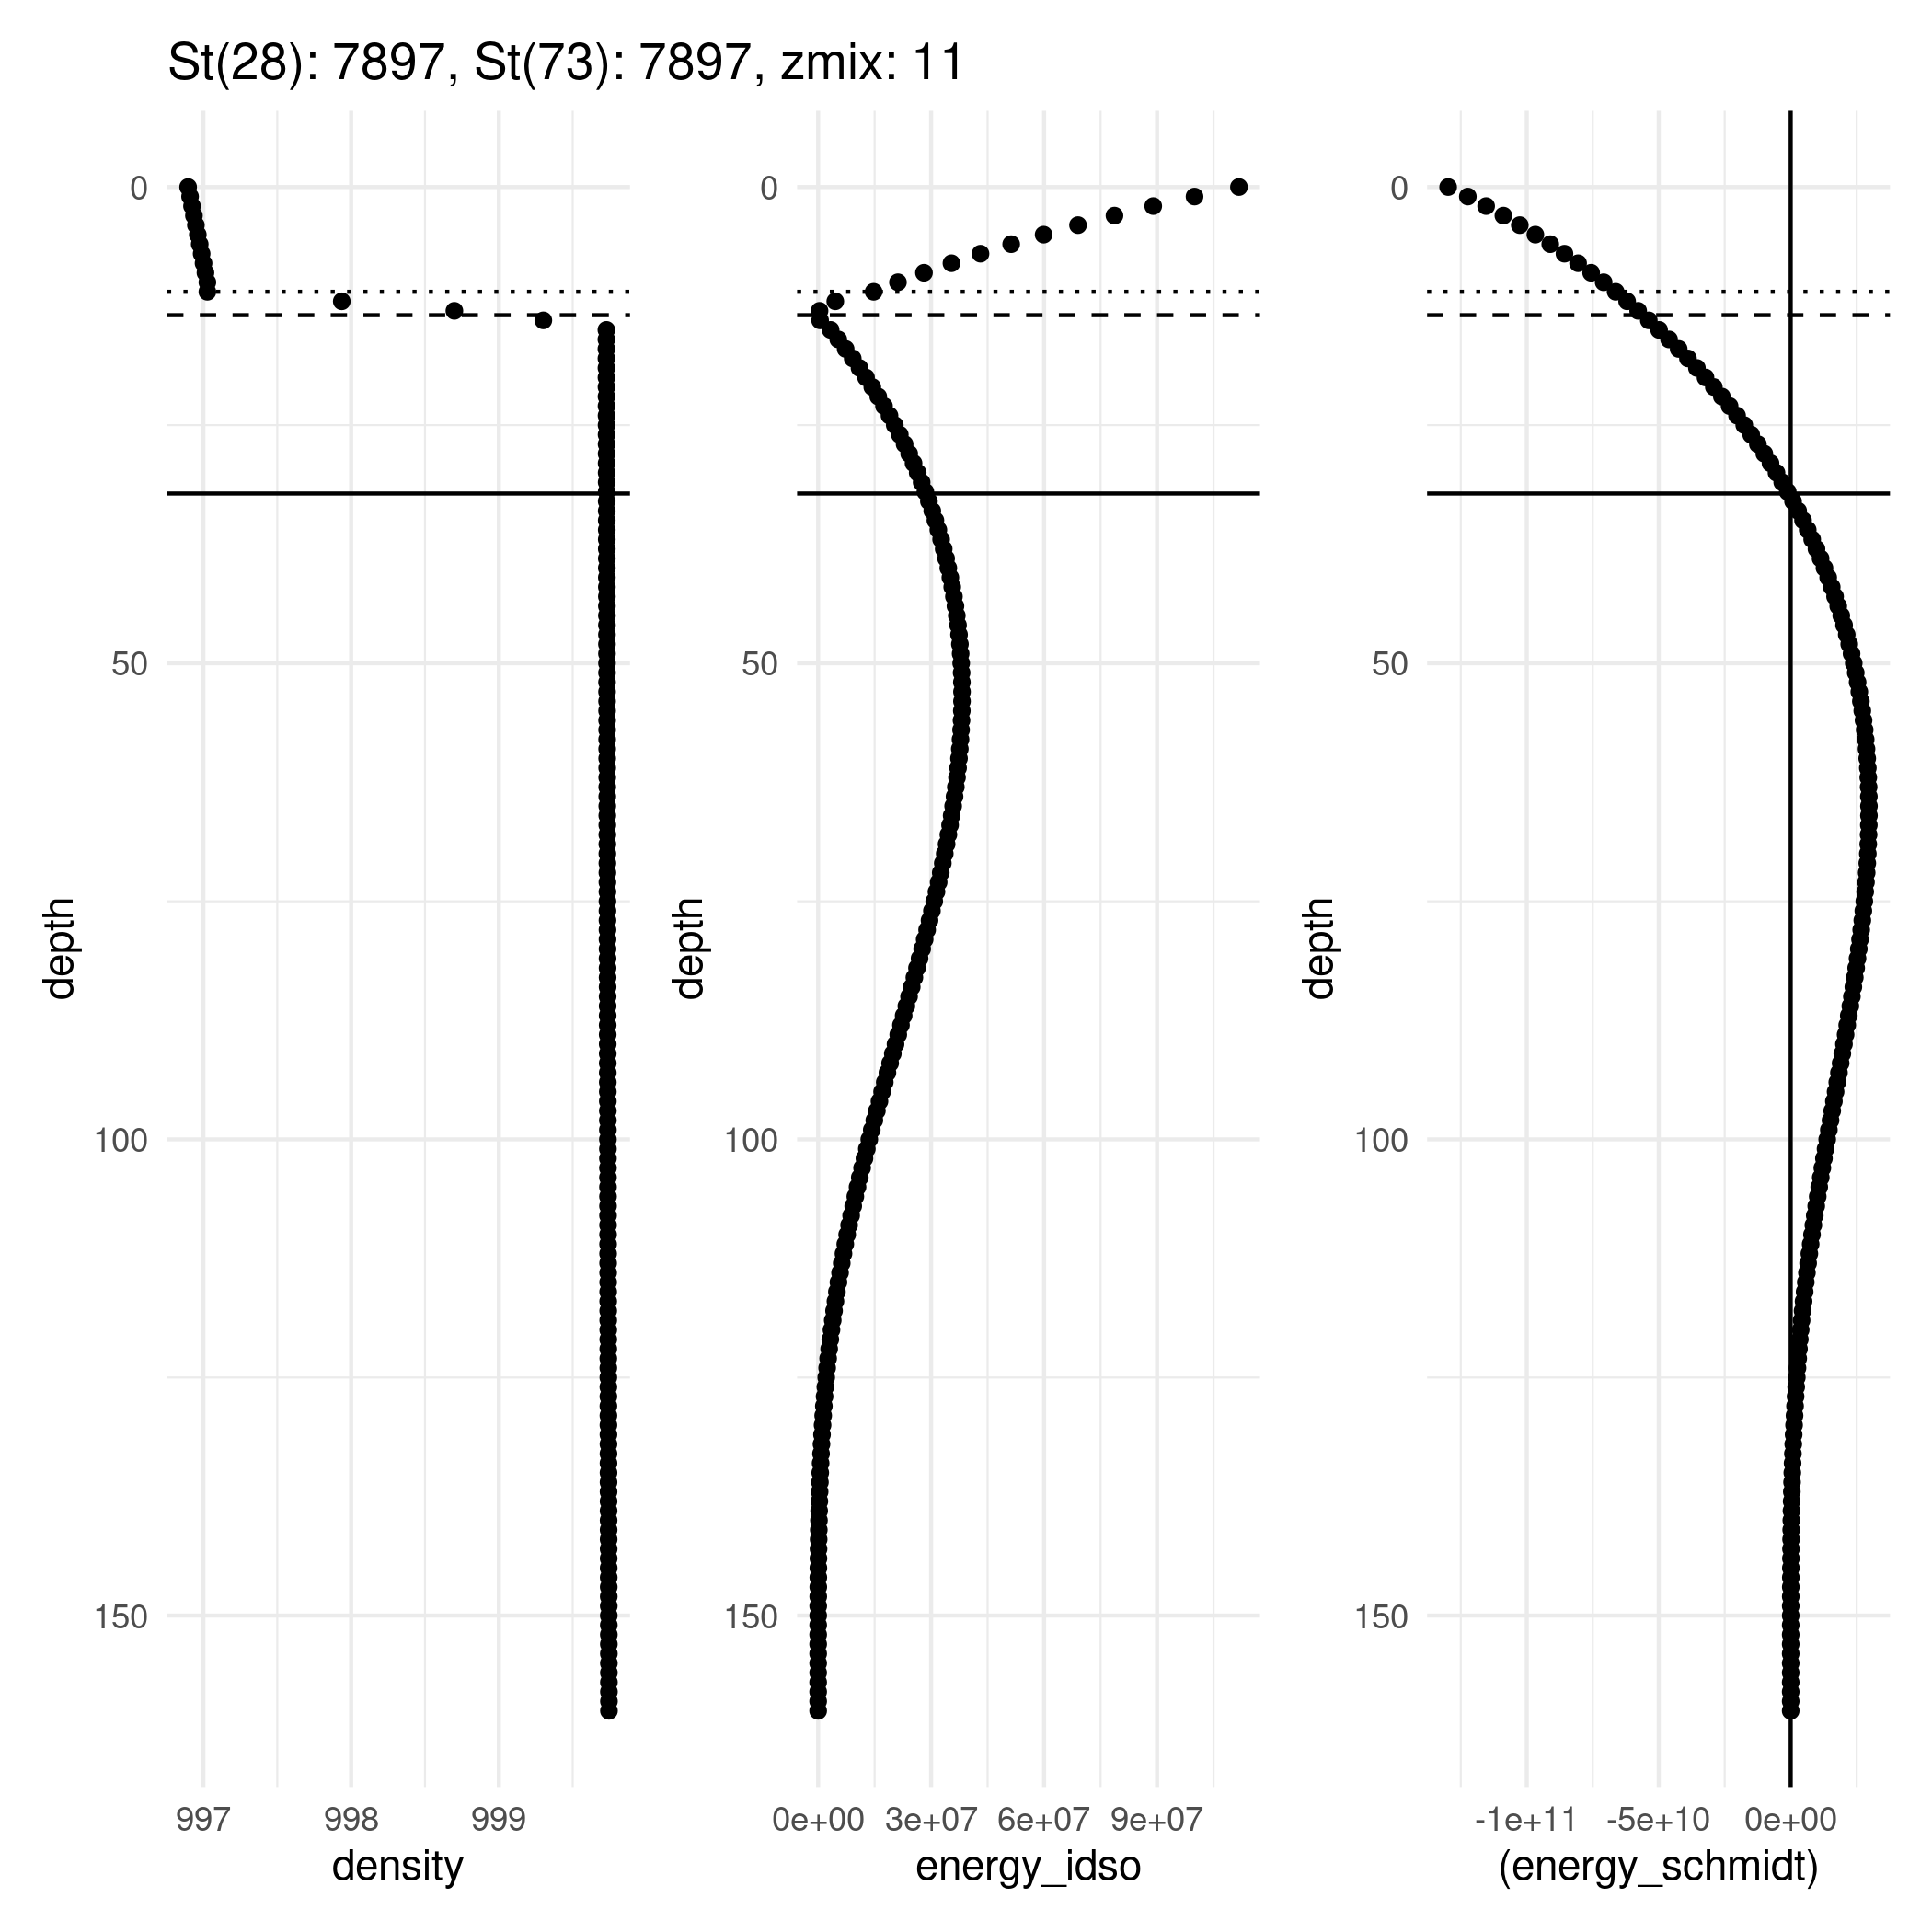 St(28): 7897, St(73): 7897, zmix: 11
0
50
100
150
depth
997 998 999
density
0
50
100
150
depth
0e+00 3e+07 6e+07 9e+07
energy_idso
0
50
100
150
depth
-1e+11 -5e+10 0e+00
(energy_schmidt)